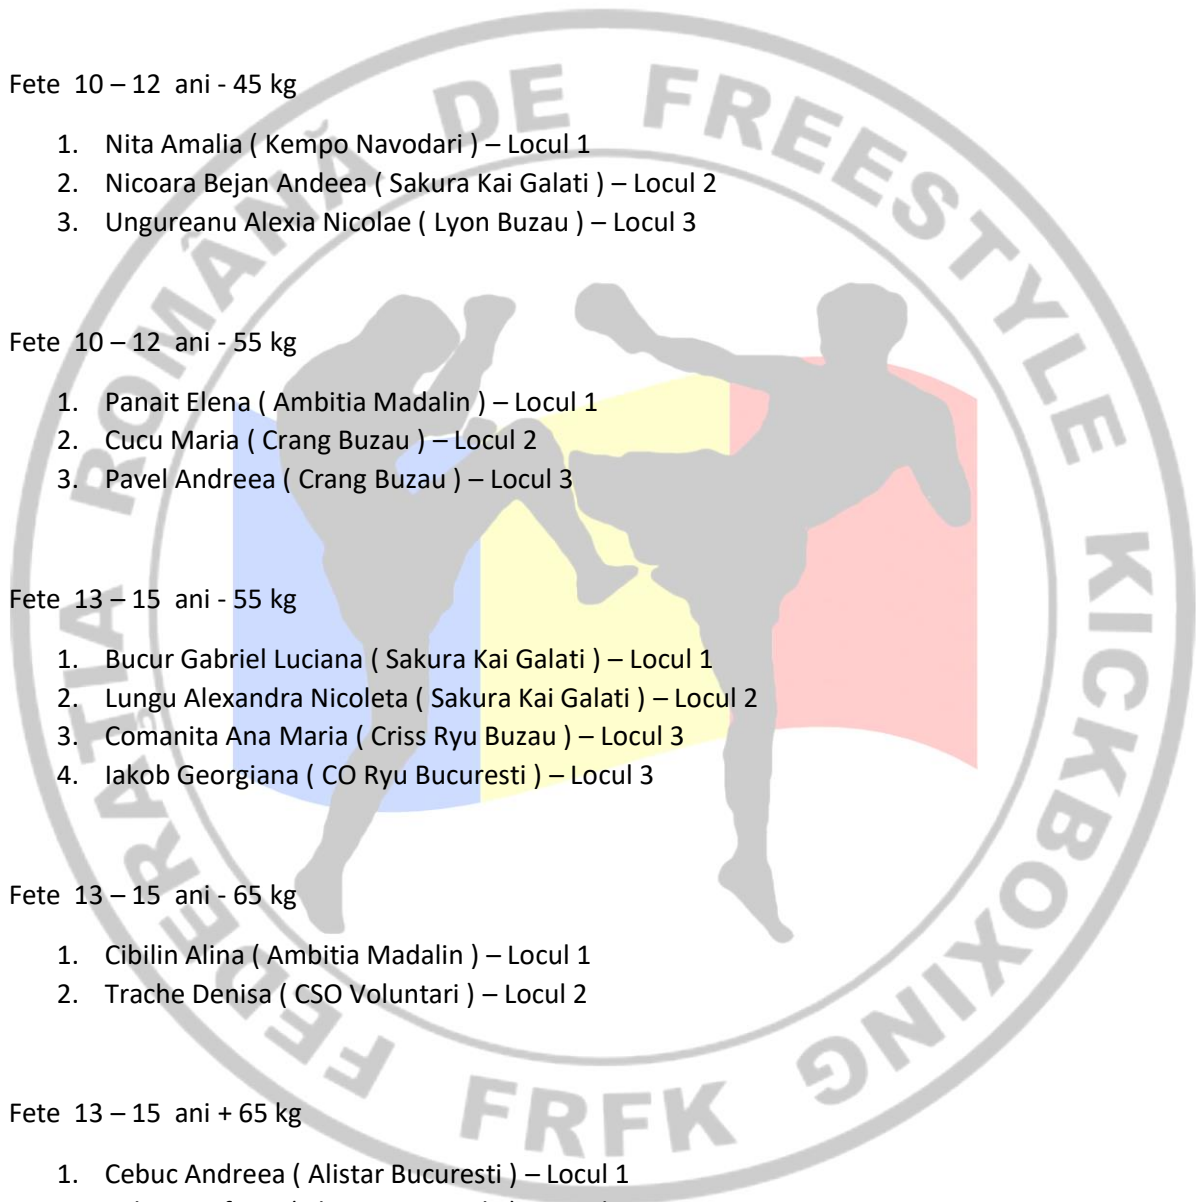 Fete 10 – 12 ani - 45 kg
1. Nita Amalia ( Kempo Navodari ) – Locul 1
2. Nicoara Bejan Andeea ( Sakura Kai Galati ) – Locul 2
3. Ungureanu Alexia Nicolae ( Lyon Buzau ) – Locul 3
Fete 10 – 12 ani - 55 kg
1. Panait Elena ( Ambitia Madalin ) – Locul 1
2. Cucu Maria ( Crang Buzau ) – Locul 2
3. Pavel Andreea ( Crang Buzau ) – Locul 3
Fete 13 – 15 ani - 55 kg
1. Bucur Gabriel Luciana ( Sakura Kai Galati ) – Locul 1
2. Lungu Alexandra Nicoleta ( Sakura Kai Galati ) – Locul 2
3. Comanita Ana Maria ( Criss Ryu Buzau ) – Locul 3
4. Iakob Georgiana ( CO Ryu Bucuresti ) – Locul 3
Fete 13 – 15 ani - 65 kg
1. Cibilin Alina ( Ambitia Madalin ) – Locul 1
2. Trache Denisa ( CSO Voluntari ) – Locul 2
Fete 13 – 15 ani + 65 kg
1. Cebuc Andreea ( Alistar Bucuresti ) – Locul 1
FEDERAȚIA ROMÂNĂ DE FREESTYLE KICKBOXING
FRFK